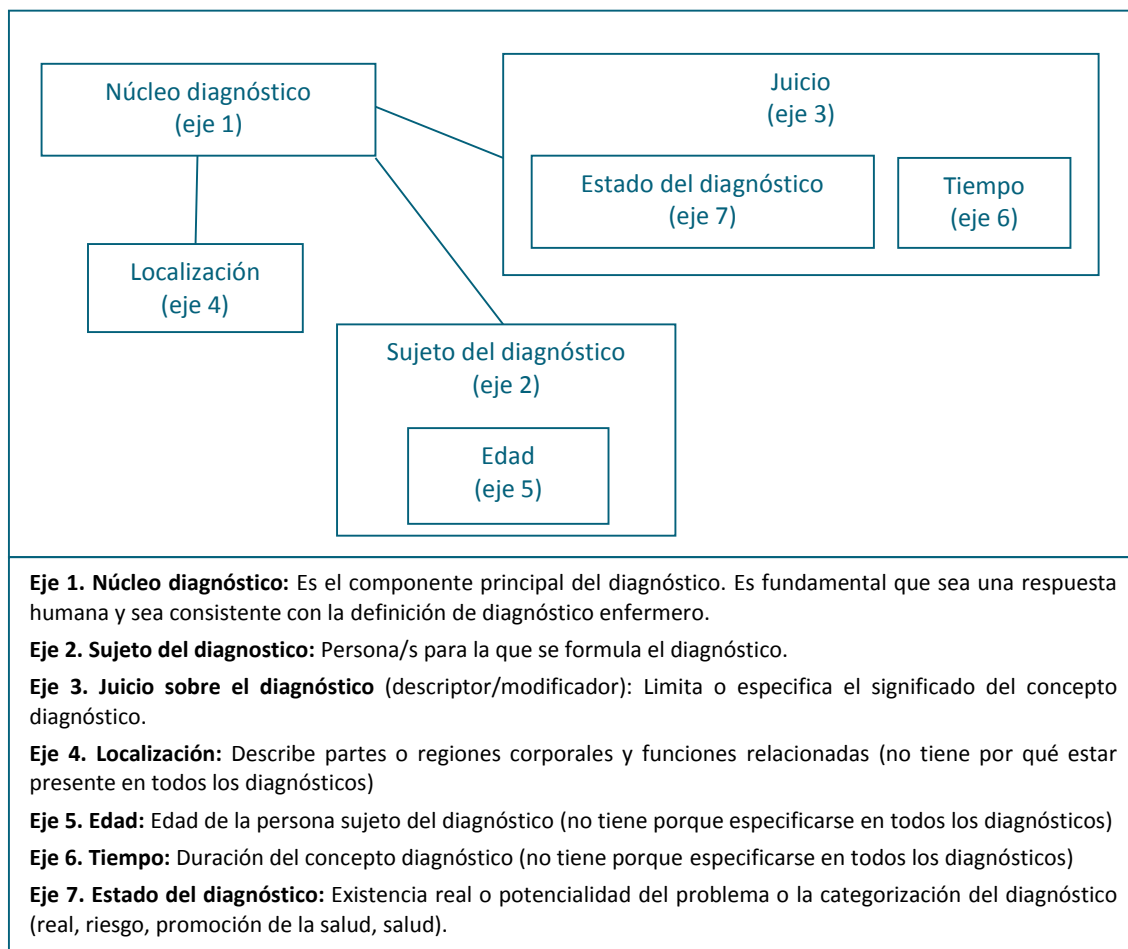 Núcleo diagnóstico
(eje 1)
Juicio
(eje 3)
Estado del diagnóstico
(eje 7)
Tiempo
(eje 6)
Localización
(eje 4)
Sujeto del diagnóstico
(eje 2)
Edad
(eje 5)
Eje 1. Núcleo diagnóstico: Es el componente principal del diagnóstico. Es fundamental que sea una respuesta
humana y sea consistente con la definición de diagnóstico enfermero.
Eje 2. Sujeto del diagnostico: Persona/s para la que se formula el diagnóstico.
Eje 3. Juicio sobre el diagnóstico (descriptor/modificador): Limita o especifica el significado del concepto
diagnóstico.
Eje 4. Localización: Describe partes o regiones corporales y funciones relacionadas (no tiene por qué estar
presente en todos los diagnósticos)
Eje 5. Edad: Edad de la persona sujeto del diagnóstico (no tiene porque especificarse en todos los diagnósticos)
Eje 6. Tiempo: Duración del concepto diagnóstico (no tiene porque especificarse en todos los diagnósticos)
Eje 7. Estado del diagnóstico: Existencia real o potencialidad del problema o la categorización del diagnóstico
(real, riesgo, promoción de la salud, salud).